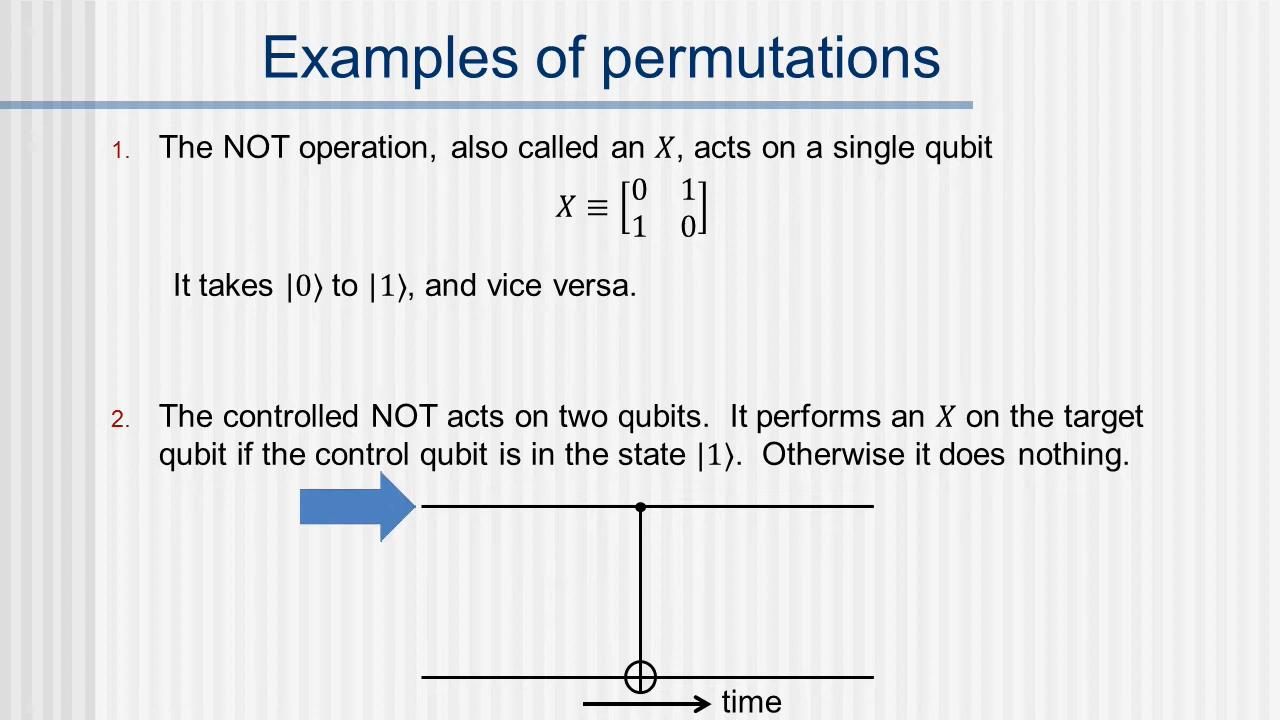 Examples of permutations
1. The NOT operation, also called an 𝑋, acts on a single qubit
𝑋 ≡ [0 1
1 0]
It takes |0⟩ to |1⟩, and vice versa.
2. The controlled NOT acts on two qubits. It performs an 𝑋 on the target
qubit if the control qubit is in the state |1⟩. Otherwise it does nothing.
time